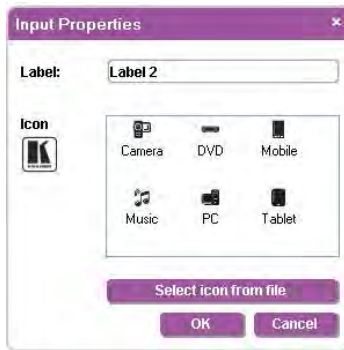 Input Properties ×
Label: Label 2
Icon
Camera DVD Mobile
Music PC Tablet
Select icon from file
OK Cancel